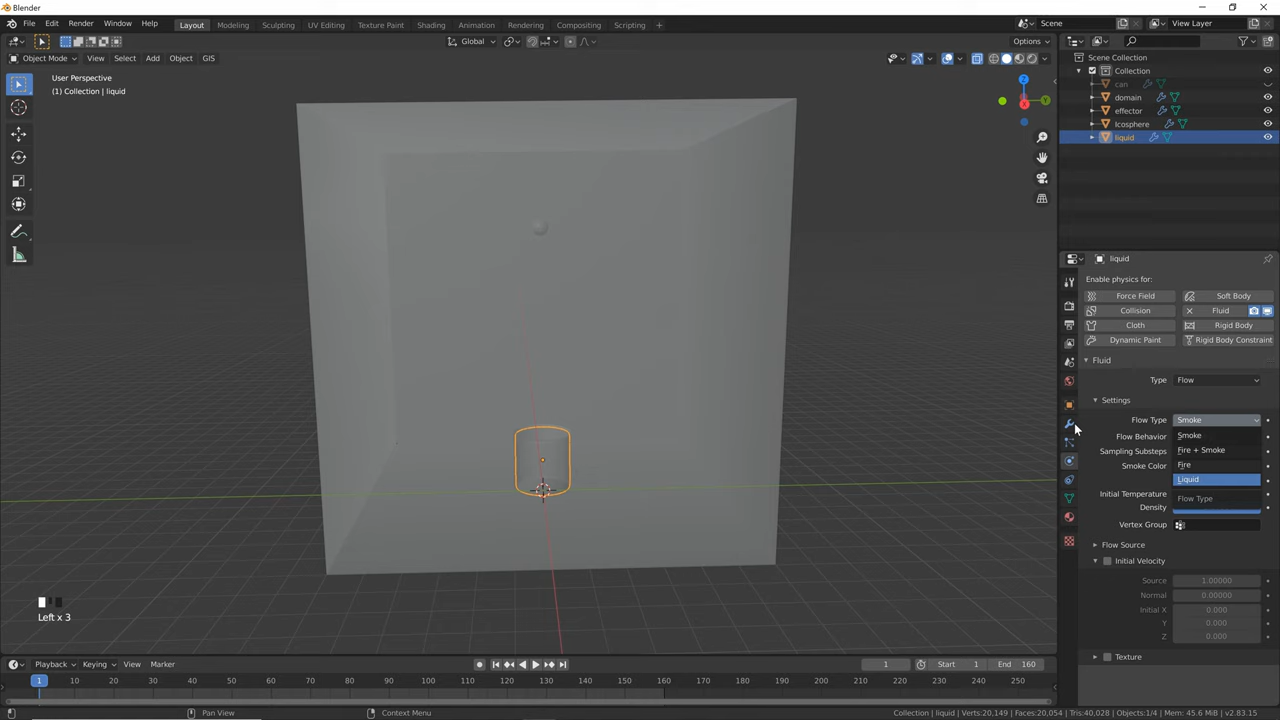 Blender
File Edit Render Window Help Layout Modeling Sculpting UV Editing Texture Paint Shading Animation Rendering Compositing Scripting + Scene View Layer
Global Options
Object Mode View Select Add Object GIS
User Perspective
(1) Collection | liquid
Z
Y
X
Scene Collection
Collection
can
domain
effector
Icosphere
liquid
liquid
Enable physics for:
Force Field Soft Body
Collision Fluid
Cloth Rigid Body
Dynamic Paint Rigid Body Constraint
Fluid
Type Flow
Settings
Flow Type Smoke
Flow Behavior Smoke
Sampling Substeps Fire + Smoke
Smoke Color Fire
Liquid
Initial Temperature Flow Type
Density
Vertex Group
Flow Source
Initial Velocity
Source 1.00000
Normal 0.00000
Initial X 0.000
Y 0.000
Z 0.000
Texture
Left x 3
Playback Keying View Marker 1 Start 1 End 160
1 10 20 30 40 50 60 70 80 90 100 110 120 130 140 150 160 170 180 190 200 210 220 230 240 250
Select Pan View Context Menu Collection | liquid | Verts:20,149 | Faces:20,054 | Tris:40,028 | Objects:1/4 | Mem: 45.6 MiB | v2.83.15